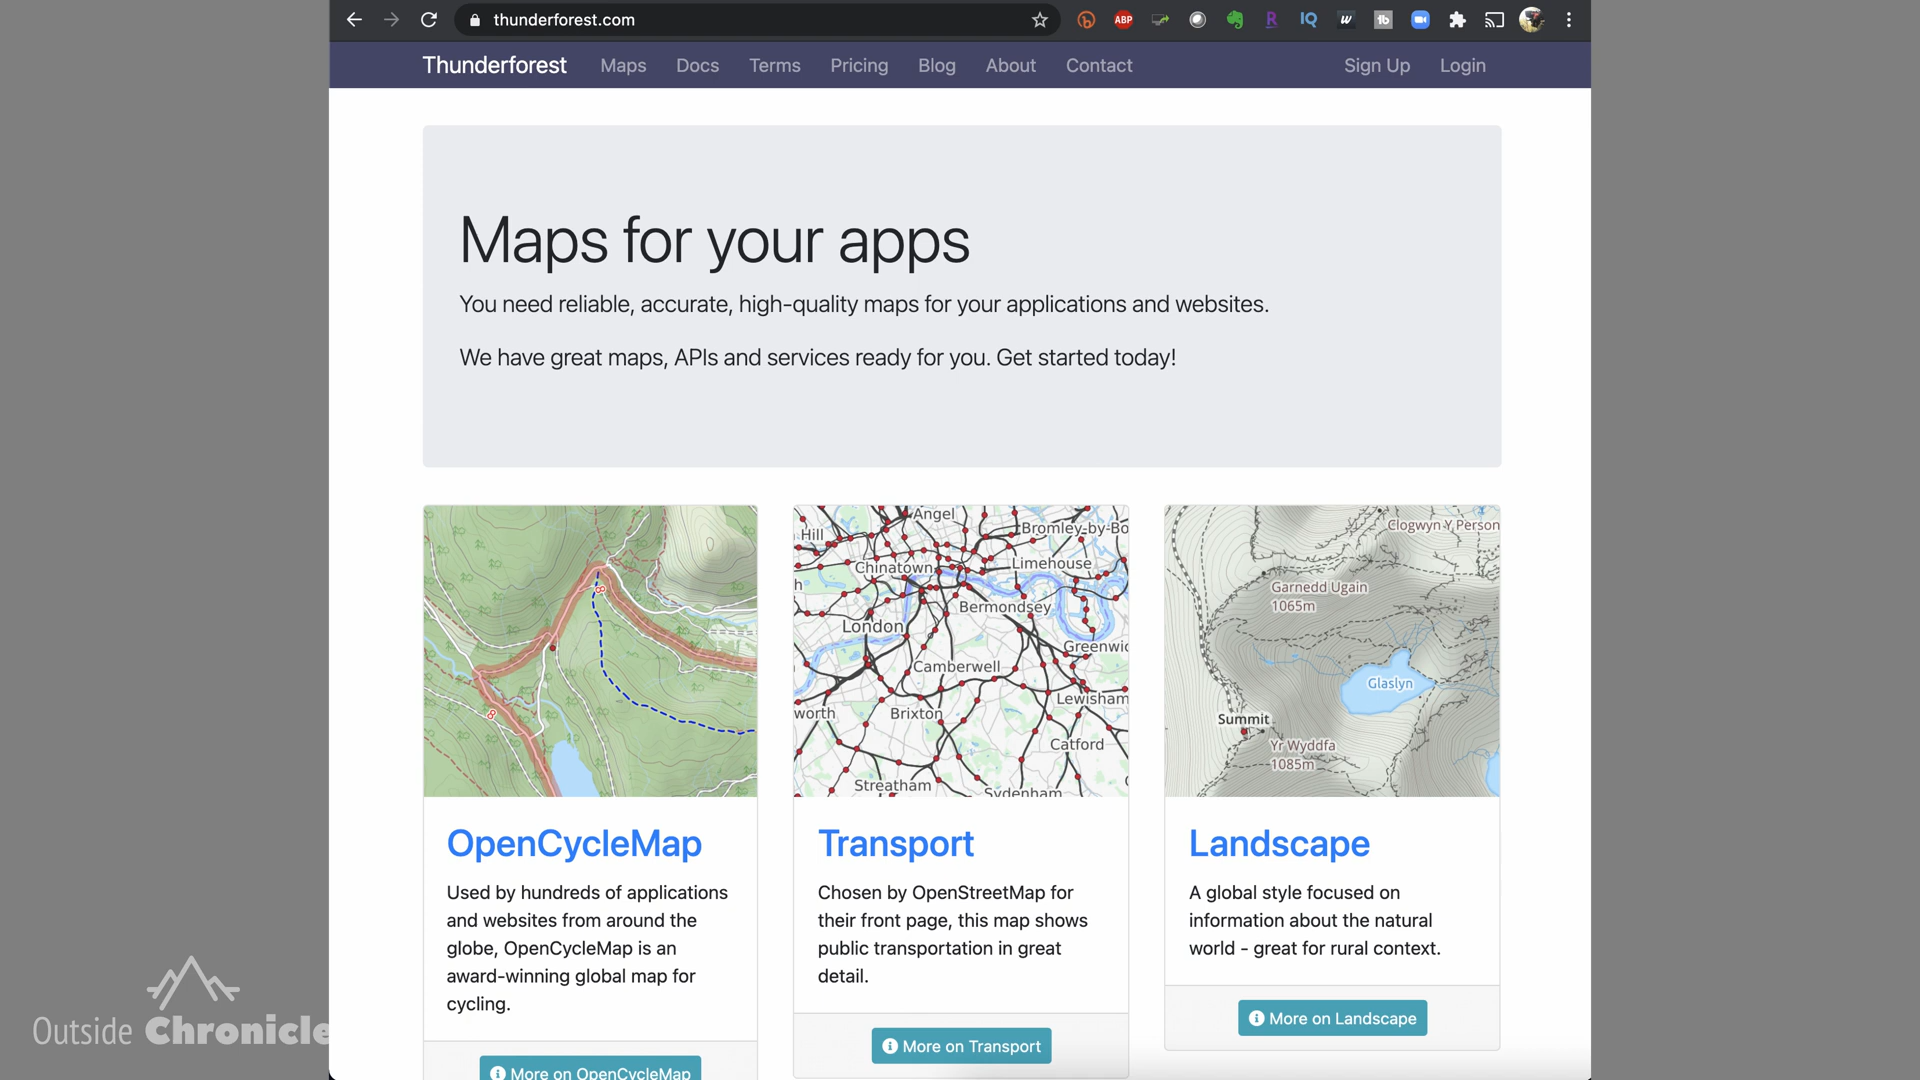 thunderforest.com
ABP
R
IQ
w
tb
Thunderforest Maps Docs Terms Pricing Blog About Contact Sign Up Login
Maps for your apps
You need reliable, accurate, high-quality maps for your applications and websites.
We have great maps, APIs and services ready for you. Get started today!
8
8
Angel
Hill
Bromley-by-Bo
Chinatown
Limehouse
h
Bermondsey
London
Greenwic
Camberwell
Lewisham
worth
Brixton
Catford
Streatham
Sydenham
Clogwyn Y Person
Garnedd Ugain
1065m
Glaslyn
Summit
Yr Wyddfa
1085m
OpenCycleMap
Used by hundreds of applications
and websites from around the
globe, OpenCycleMap is an
award-winning global map for
cycling.
More on OpenCycleMap
Transport
Chosen by OpenStreetMap for
their front page, this map shows
public transportation in great
detail.
More on Transport
Landscape
A global style focused on
information about the natural
world - great for rural context.
More on Landscape
Outside Chronicle